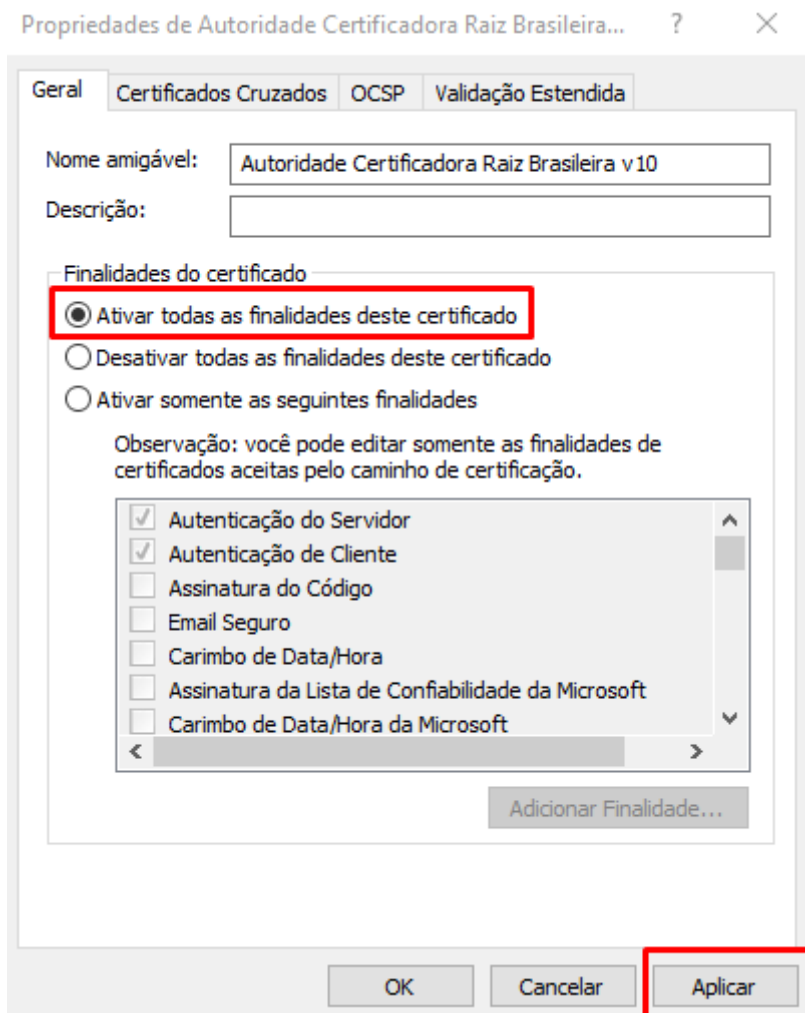 Propriedades de Autoridade Certificadora Raiz Brasileira... ?
Geral Certificados Cruzados OCSP Validação Estendida
Nome amigável: Autoridade Certificadora Raiz Brasileira v10
Descrição:
Finalidades do certificado
Ativar todas as finalidades deste certificado
Desativar todas as finalidades deste certificado
Ativar somente as seguintes finalidades
Observação: você pode editar somente as finalidades de
certificados aceitas pelo caminho de certificação.
Autenticação do Servidor
Autenticação de Cliente
Assinatura do Código
Email Seguro
Carimbo de Data/Hora
Assinatura da Lista de Confiabilidade da Microsoft
Carimbo de Data/Hora da Microsoft
Adicionar Finalidade...
OK Cancelar Aplicar